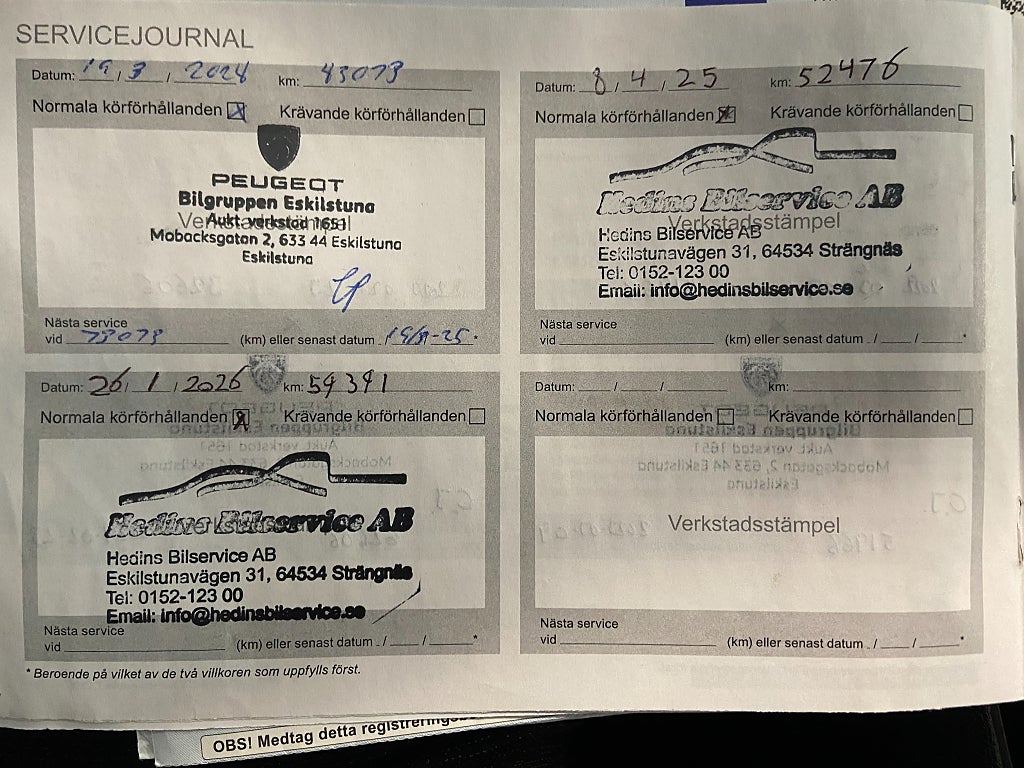 SERVICEJOURNAL
Datum: 19 / 3 / 2024 km: 43073
Normala körförhållanden Krävande körförhållanden
PEUGEOT
Bilgruppen Eskilstuna
Aukt. verkstad 1651
Verkstadsstämpel
Mobacksgatan 2, 633 44 Eskilstuna
Eskilstuna
Nästa service
vid 73073 (km) eller senast datum 19/3-25 *
Datum: 8 / 4 / 25 km: 52476
Normala körförhållanden Krävande körförhållanden
Hedins Bilservice AB
Verkstadsstämpel
Hedins Bilservice AB
Eskilstunavägen 31, 64534 Strängnäs
Tel: 0152-123 00
Email: info@hedinsbilservice.se
Nästa service
vid (km) eller senast datum / / *
Datum: 26 / 1 / 2026 km: 59391
Normala körförhållanden Krävande körförhållanden
Hedins Bilservice AB
Hedins Bilservice AB
Eskilstunavägen 31, 64534 Strängnäs
Tel: 0152-123 00
Email: info@hedinsbilservice.se
Nästa service
vid (km) eller senast datum / / *
Datum: / / km:
Normala körförhållanden Krävande körförhållanden
Verkstadsstämpel
Nästa service
vid (km) eller senast datum / / *
* Beroende på vilket av de två villkoren som uppfylls först.
OBS! Medtag detta